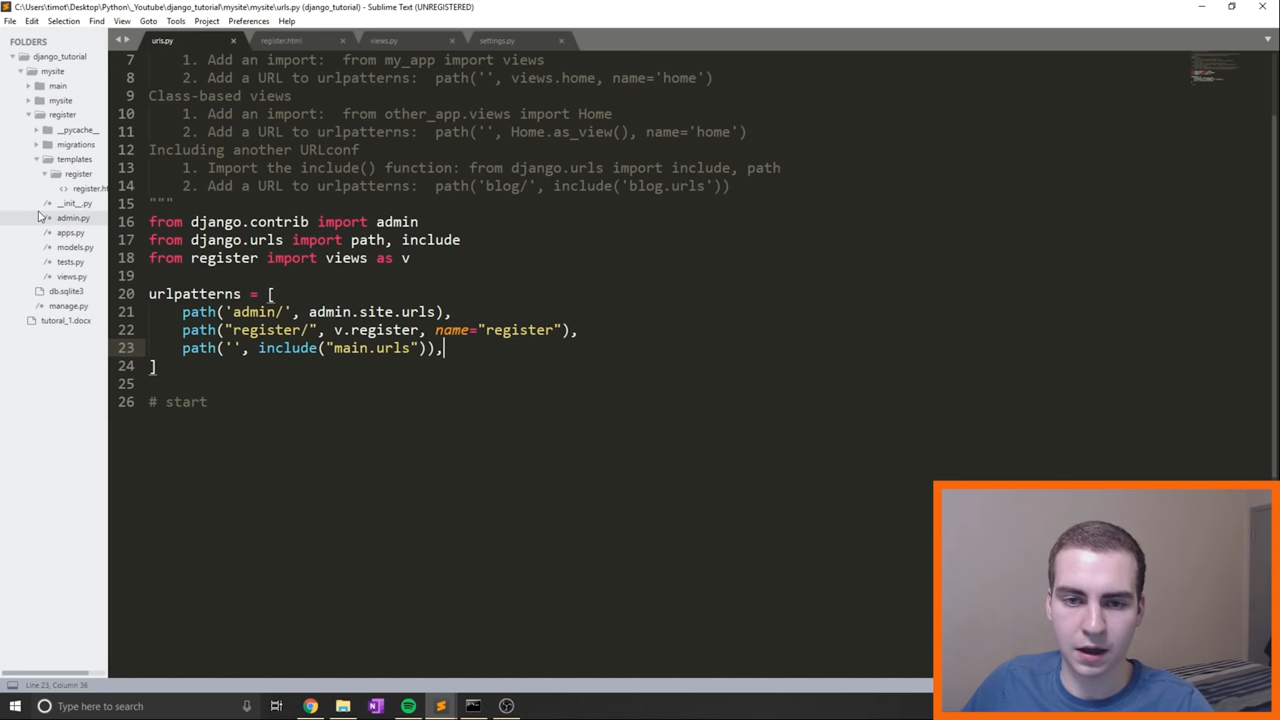 C:\Users\timot\Desktop\Python\_Youtube\django_tutorial\mysite\mysite\urls.py (django_tutorial) - Sublime Text (UNREGISTERED)
File Edit Selection Find View Goto Tools Project Preferences Help
FOLDERS
django_tutorial
mysite
main
mysite
register
__pycache__
migrations
templates
register
register.ht
__init__.py
admin.py
apps.py
models.py
tests.py
views.py
db.sqlite3
manage.py
tutoral_1.docx
urls.py register.html views.py settings.py
7 1. Add an import:  from my_app import views
8 2. Add a URL to urlpatterns:  path('', views.home, name='home')
9 Class-based views
10 1. Add an import:  from other_app.views import Home
11 2. Add a URL to urlpatterns:  path('', Home.as_view(), name='home')
12 Including another URLconf
13 1. Import the include() function: from django.urls import include, path
14 2. Add a URL to urlpatterns:  path('blog/', include('blog.urls'))
15 """
16 from django.contrib import admin
17 from django.urls import path, include
18 from register import views as v
19
20 urlpatterns = [
21 path('admin/', admin.site.urls),
22 path("register/", v.register, name="register"),
23 path('', include("main.urls")),
24 ]
25
26 # start
Line 23, Column 36
Type here to search